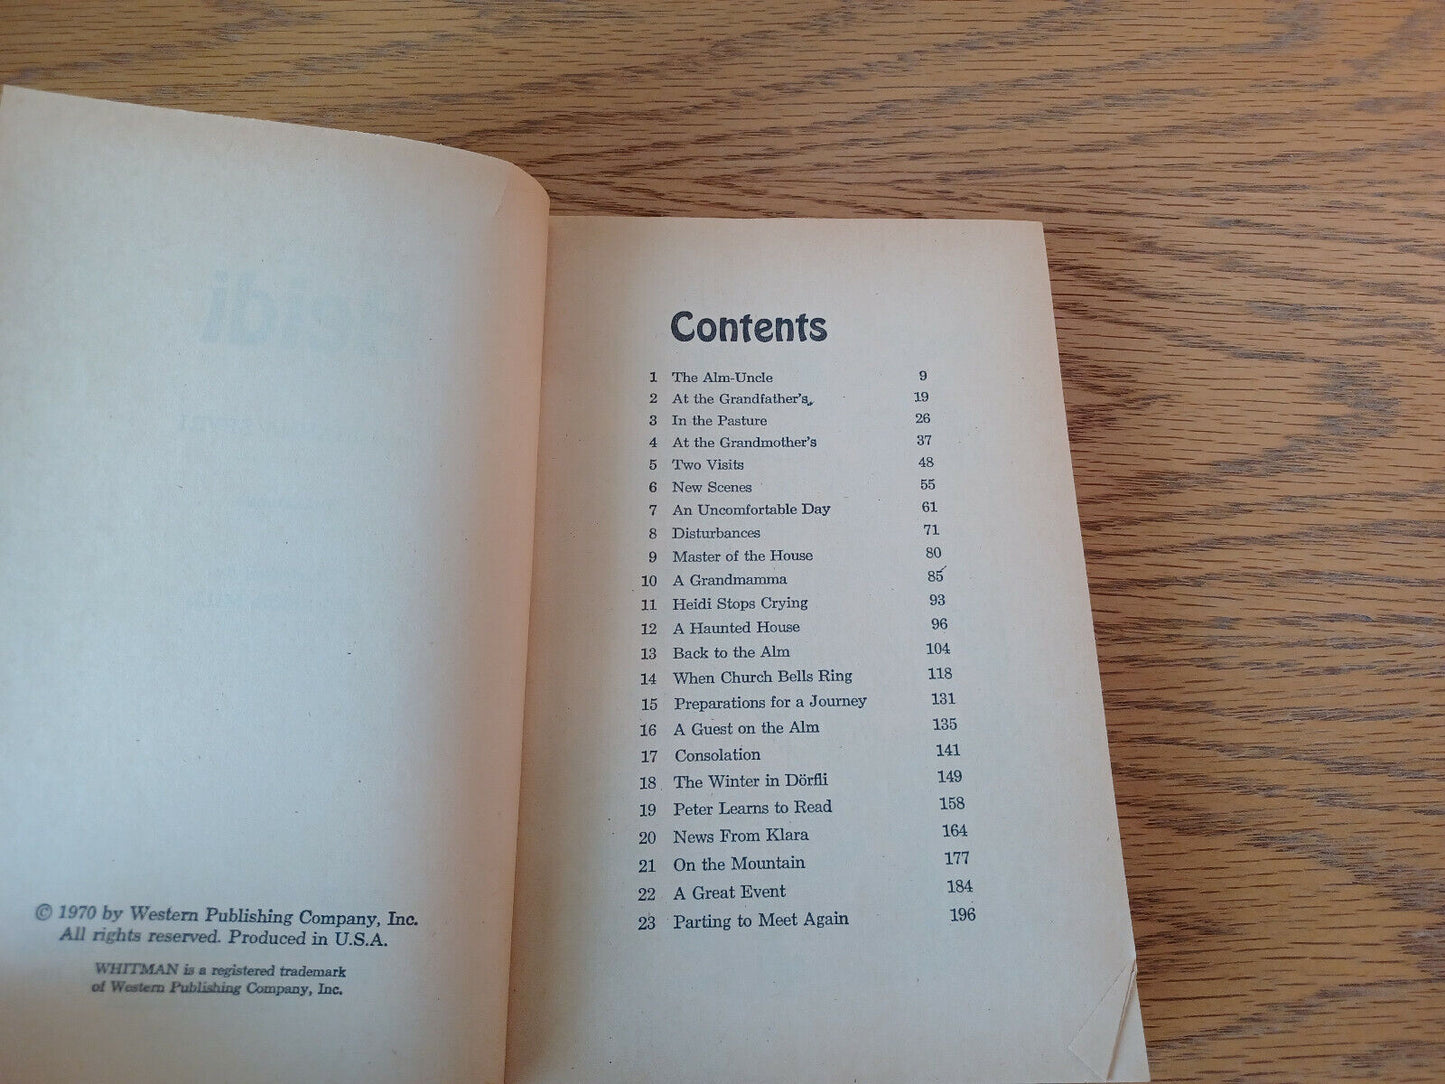 © 1970 by Western Publishing Company, Inc.
All rights reserved. Produced in U.S.A.
WHITMAN is a registered trademark
of Western Publishing Company, Inc.
Contents
1 The Alm-Uncle 9
2 At the Grandfather's 19
3 In the Pasture 26
4 At the Grandmother's 37
5 Two Visits 48
6 New Scenes 55
7 An Uncomfortable Day 61
8 Disturbances 71
9 Master of the House 80
10 A Grandmamma 85
11 Heidi Stops Crying 93
12 A Haunted House 96
13 Back to the Alm 104
14 When Church Bells Ring 118
15 Preparations for a Journey 131
16 A Guest on the Alm 135
17 Consolation 141
18 The Winter in Dörfli 149
19 Peter Learns to Read 158
20 News From Klara 164
21 On the Mountain 177
22 A Great Event 184
23 Parting to Meet Again 196